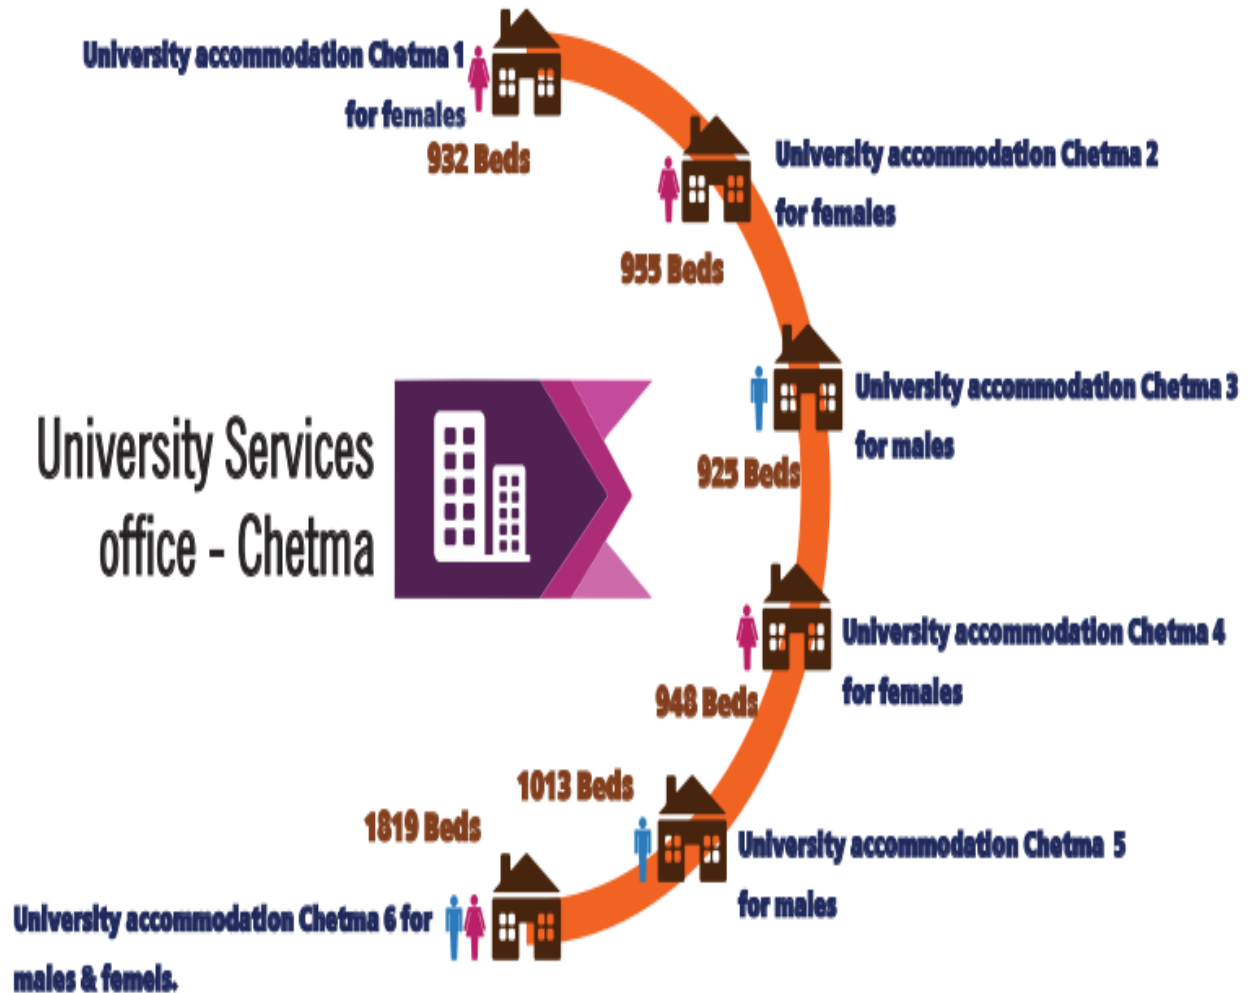 University accommodation Chetma 1
for females
932 Beds
University accommodation Chetma 2
for females
955 Beds
University accommodation Chetma 3
for males
925 Beds
University Services
office - Chetma
University accommodation Chetma 4
for females
948 Beds
1013 Beds
University accommodation Chetma 5
for males
1819 Beds
University accommodation Chetma 6 for
males & femels.